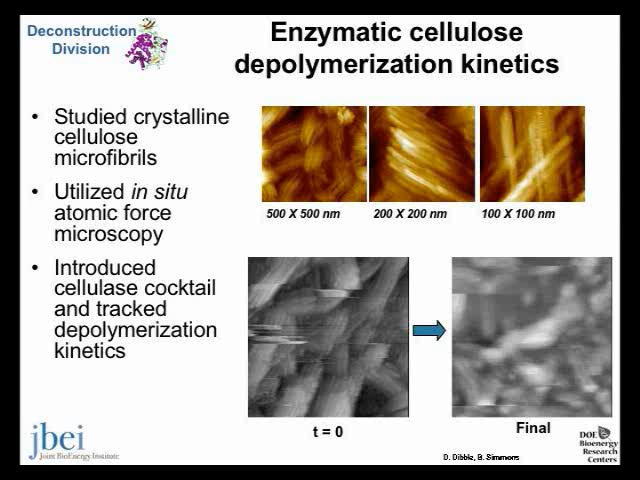 Deconstruction
Division
Enzymatic cellulose
depolymerization kinetics
• Studied crystalline
cellulose
microfibrils
• Utilized in situ
atomic force
microscopy
• Introduced
cellulase cocktail
and tracked
depolymerization
kinetics
500 X 500 nm
200 X 200 nm
100 X 100 nm
t = 0
Final
jbei
Joint BioEnergy Institute
D. Dibble, B. Simmons
DOE
Bioenergy
Research
Centers